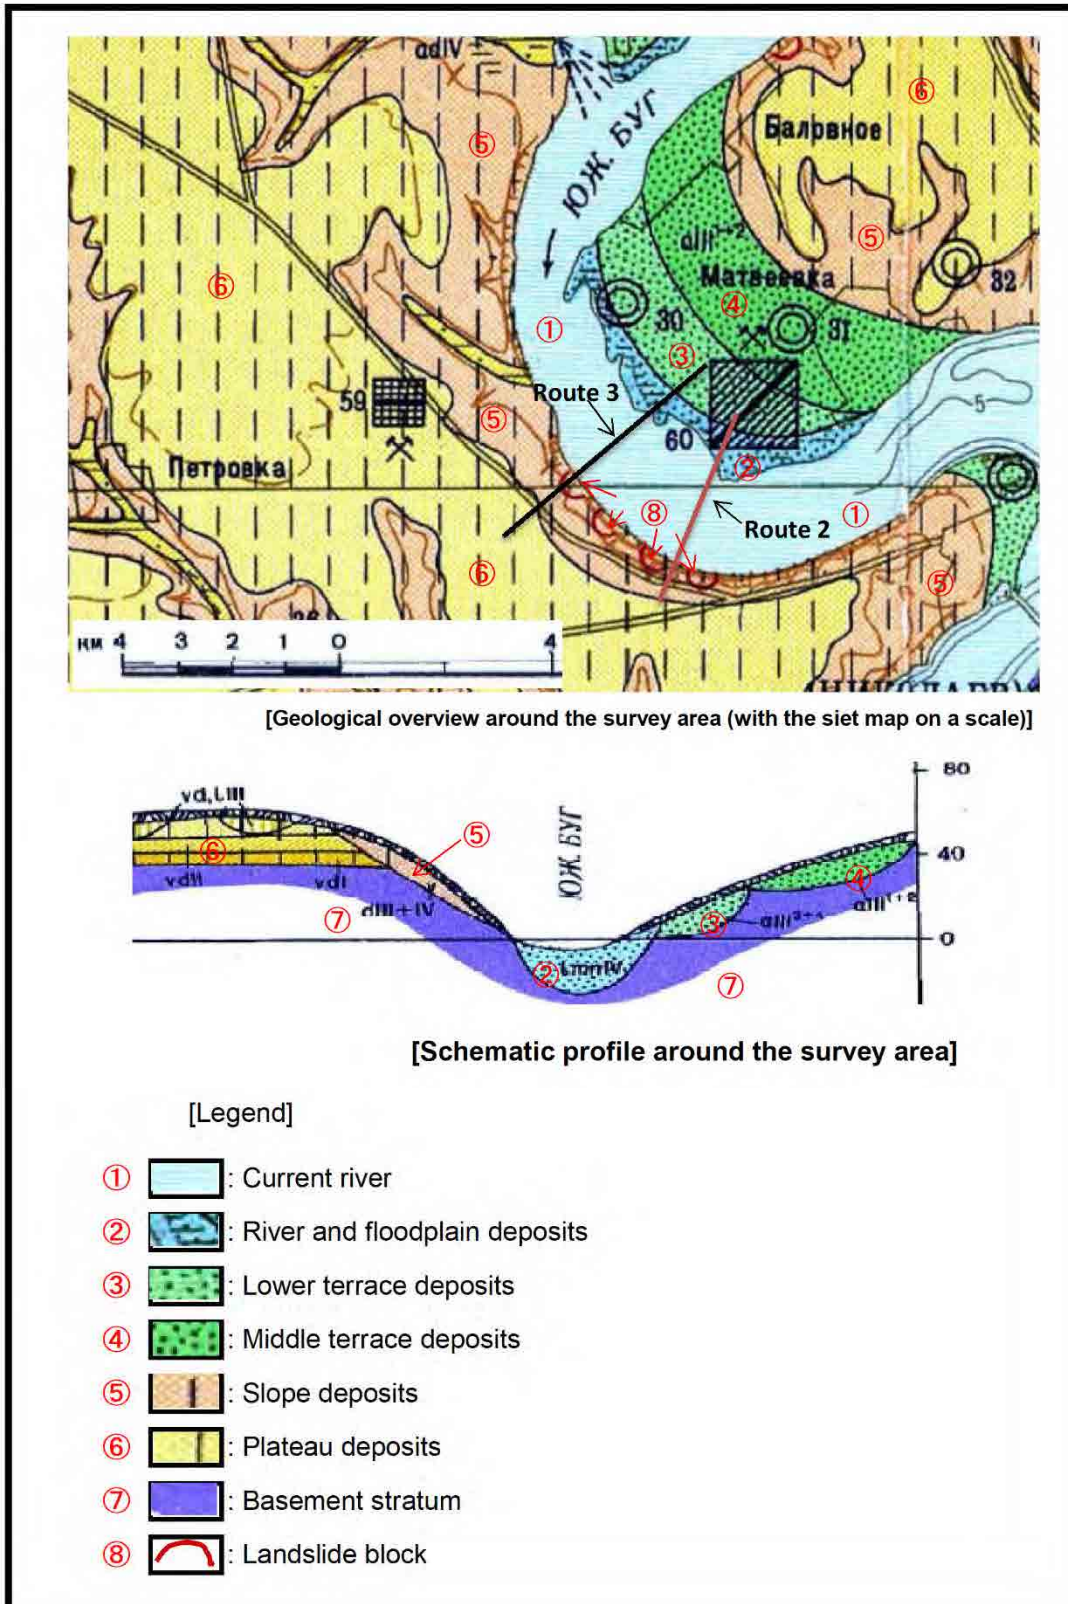 adIV
⑥
Балрвное
⑤
ЮЖ. БУГ
⑤
aIII¹⁺²
⑥
Матвеевка
32
④
①
30
31
③
Route 3
59
⑤
60
②
Петровка
⑧
①
Route 2
5
⑥
⑤
км 4 3 2 1 0 4
[Geological overview around the survey area (with the siet map on a scale)]
80
vd, LIII
ЮЖ. БУГ
⑤
⑥
40
④
vdII vdI
aIII¹⁺²
dIII+IV
⑦
③
0
②
⑦
[Schematic profile around the survey area]
[Legend]
① : Current river
② : River and floodplain deposits
③ : Lower terrace deposits
④ : Middle terrace deposits
⑤ : Slope deposits
⑥ : Plateau deposits
⑦ : Basement stratum
⑧ : Landslide block